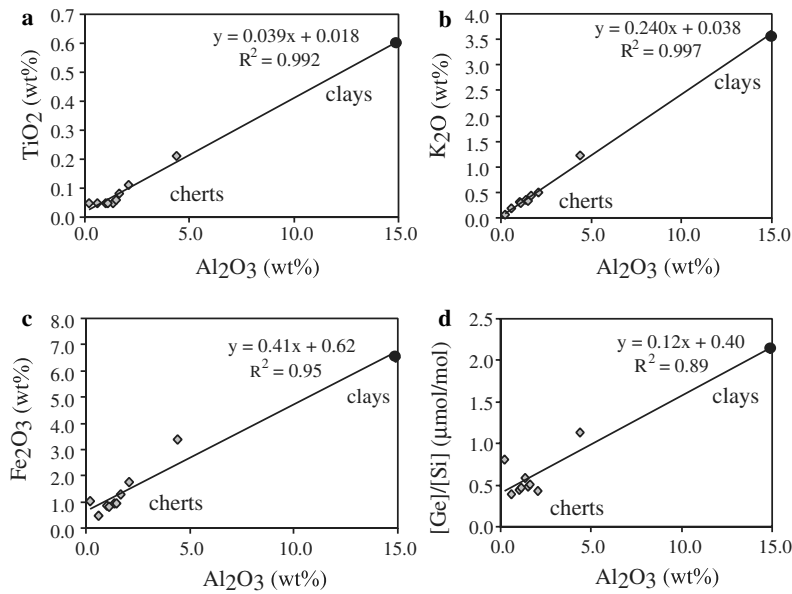 a
0.7
0.6
0.5
0.4
0.3
0.2
0.1
0.0
TiO2 (wt%)
y = 0.039x + 0.018
R2 = 0.992
clays
cherts
0.0 5.0 10.0 15.0
Al2O3 (wt%)
b
4.0
3.5
3.0
2.5
2.0
1.5
1.0
0.5
0.0
K2O (wt%)
y = 0.240x + 0.038
R2 = 0.997
clays
cherts
0.0 5.0 10.0 15.0
Al2O3 (wt%)
c
8.0
7.0
6.0
5.0
4.0
3.0
2.0
1.0
0.0
Fe2O3 (wt%)
y = 0.41x + 0.62
R2 = 0.95
clays
cherts
0.0 5.0 10.0 15.0
Al2O3 (wt%)
d
2.5
2.0
1.5
1.0
0.5
0.0
[Ge]/[Si] (μmol/mol)
y = 0.12x + 0.40
R2 = 0.89
clays
cherts
0.0 5.0 10.0 15.0
Al2O3 (wt%)